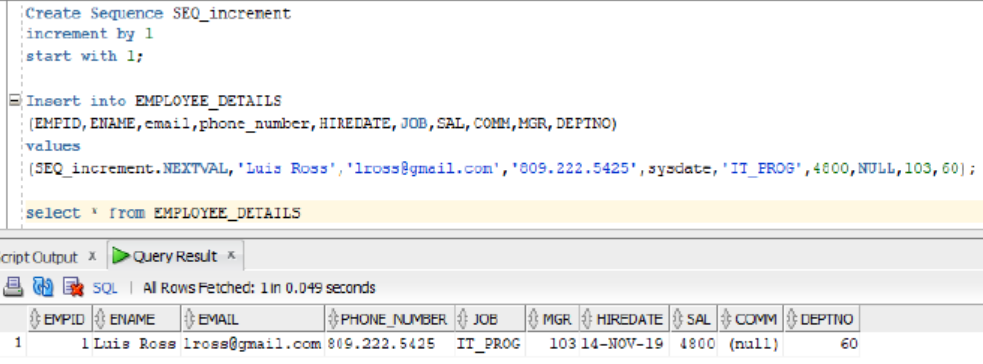 Create Sequence SEQ_increment
increment by 1
start with 1;
Insert into EMPLOYEE_DETAILS
(EMPID,ENAME,email,phone_number,HIREDATE,JOB,SAL,COMM,MGR,DEPTNO)
values
(SEQ_increment.NEXTVAL,'Luis Ross','lross@gmail.com','809.222.5425',sysdate,'IT_PROG',4800,NULL,103,60);
select * from EMPLOYEE_DETAILS
cript Output x Query Result x
SQL | All Rows Fetched: 1 in 0.049 seconds
EMPID ENAME EMAIL PHONE_NUMBER JOB MGR HIREDATE SAL COMM DEPTNO
1 1 Luis Ross lross@gmail.com 809.222.5425 IT_PROG 103 14-NOV-19 4800 (null) 60